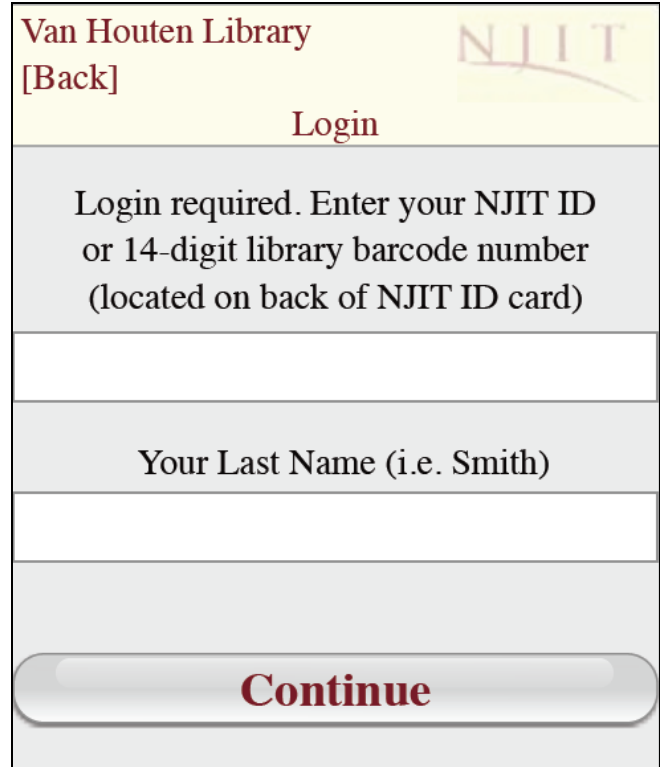 Van Houten Library
NJIT
[Back]
Login
Login required. Enter your NJIT ID
or 14-digit library barcode number
(located on back of NJIT ID card)
Your Last Name (i.e. Smith)
Continue